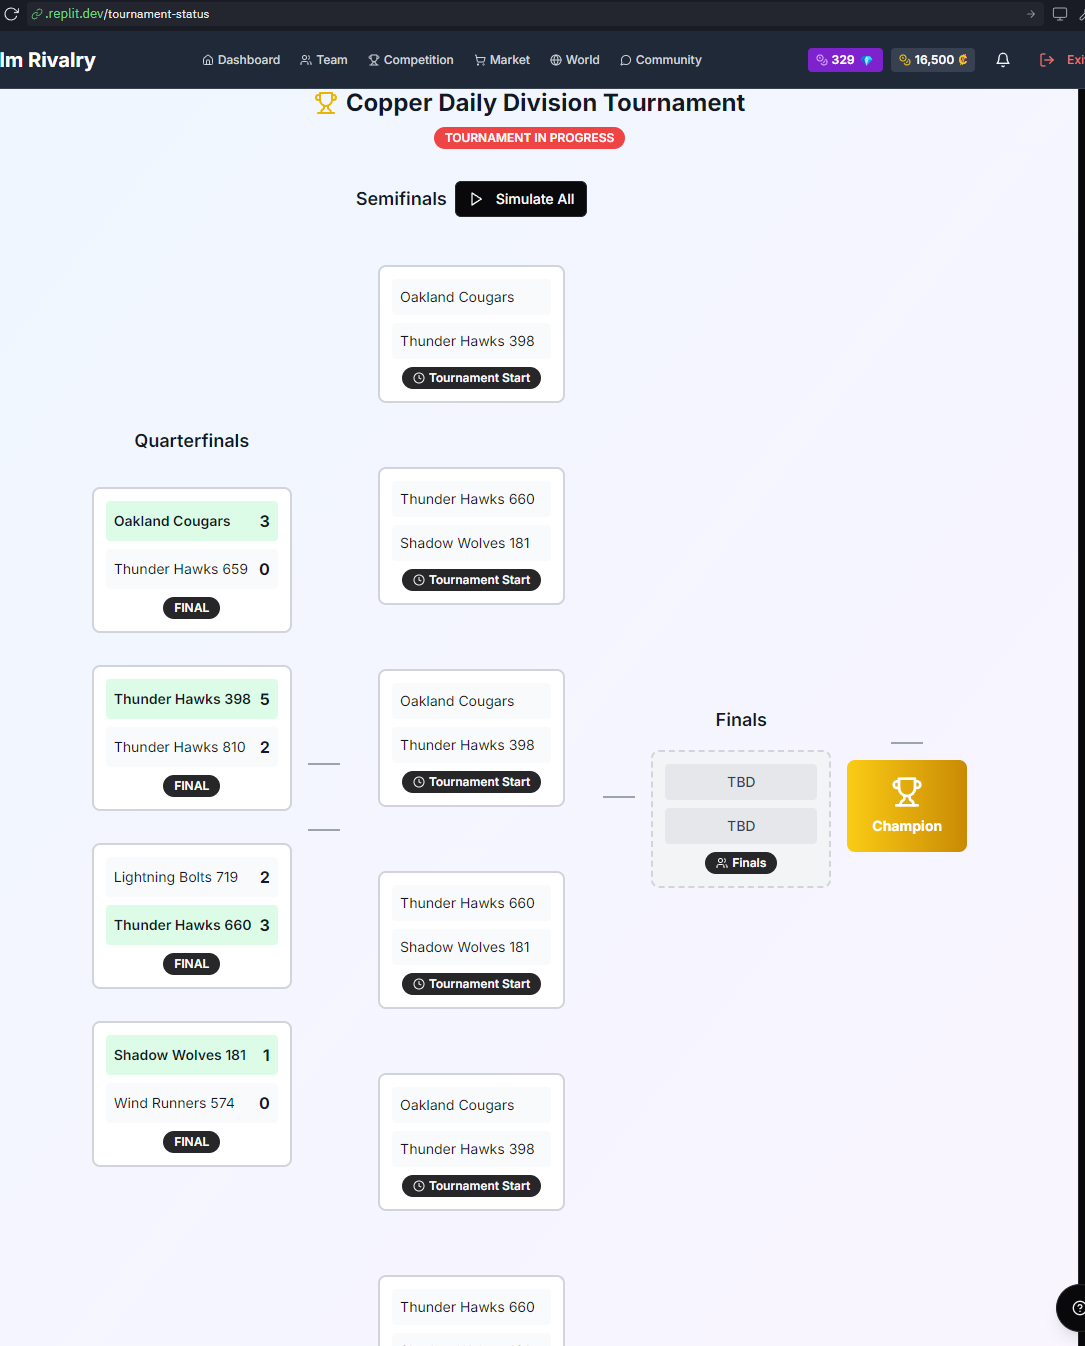 .replit.dev/tournament-status
lm Rivalry
Dashboard
Team
Competition
Market
World
Community
329
16,500
Exi
Copper Daily Division Tournament
TOURNAMENT IN PROGRESS
Semifinals
Simulate All
Oakland Cougars
Thunder Hawks 398
Tournament Start
Quarterfinals
Thunder Hawks 660
Shadow Wolves 181
Tournament Start
Oakland Cougars 3
Thunder Hawks 659 0
FINAL
Thunder Hawks 398 5
Thunder Hawks 810 2
FINAL
Oakland Cougars
Thunder Hawks 398
Tournament Start
Finals
TBD
TBD
Finals
Champion
Lightning Bolts 719 2
Thunder Hawks 660 3
FINAL
Thunder Hawks 660
Shadow Wolves 181
Tournament Start
Shadow Wolves 181 1
Wind Runners 574 0
FINAL
Oakland Cougars
Thunder Hawks 398
Tournament Start
Thunder Hawks 660